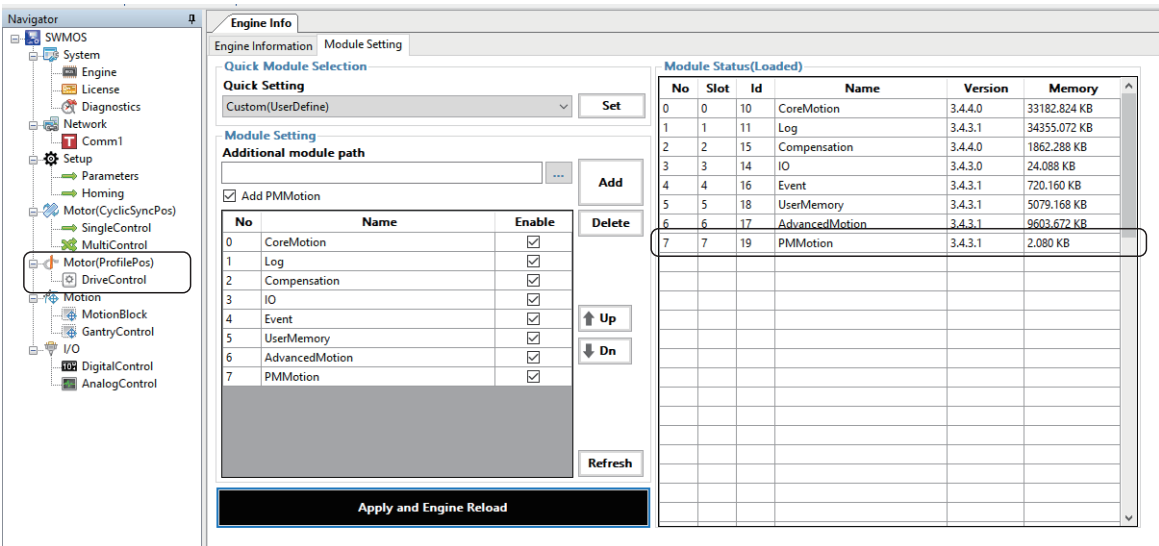 Navigator
SWMOS
System
Engine
License
Diagnostics
Network
Comm1
Setup
Parameters
Homing
Motor(CyclicSyncPos)
SingleControl
MultiControl
Motor(ProfilePos)
DriveControl
Motion
MotionBlock
GantryControl
I/O
DigitalControl
AnalogControl
Engine Info
Engine Information Module Setting
Quick Module Selection
Quick Setting
Custom(UserDefine) Set
Module Setting
Additional module path
... Add
Add PMMotion
Delete
No Name Enable
0 CoreMotion
1 Log
2 Compensation
3 IO
4 Event
5 UserMemory
6 AdvancedMotion
7 PMMotion
Up
Dn
Refresh
Apply and Engine Reload
Module Status(Loaded)
No Slot Id Name Version Memory
0 0 10 CoreMotion 3.4.4.0 33182.824 KB
1 1 11 Log 3.4.3.1 34355.072 KB
2 2 15 Compensation 3.4.4.0 1862.288 KB
3 3 14 IO 3.4.3.0 24.088 KB
4 4 16 Event 3.4.3.1 720.160 KB
5 5 18 UserMemory 3.4.3.1 5079.168 KB
6 6 17 AdvancedMotion 3.4.3.1 9603.672 KB
7 7 19 PMMotion 3.4.3.1 2.080 KB